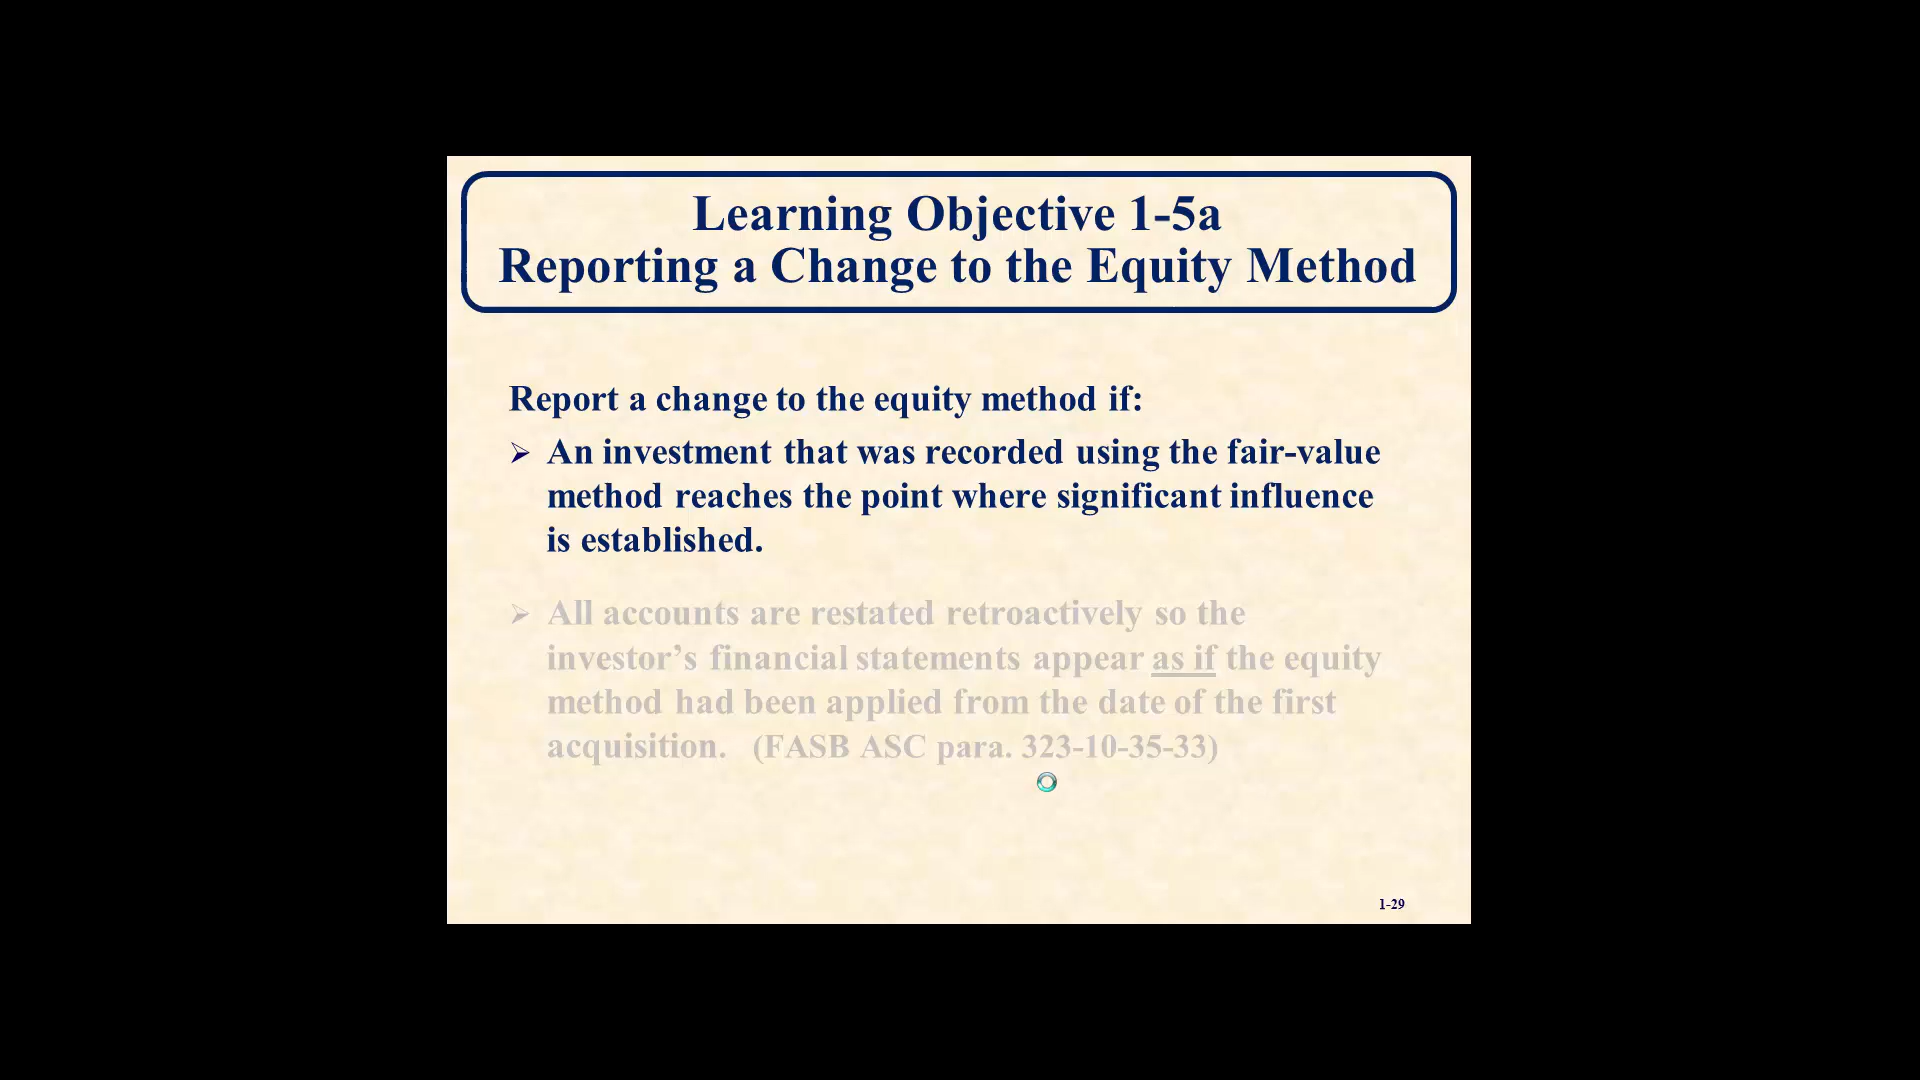 Learning Objective 1-5a
Reporting a Change to the Equity Method
Report a change to the equity method if:
➢ An investment that was recorded using the fair-value
method reaches the point where significant influence
is established.
➢ All accounts are restated retroactively so the
investor’s financial statements appear as if the equity
method had been applied from the date of the first
acquisition. (FASB ASC para. 323-10-35-33)
1-29